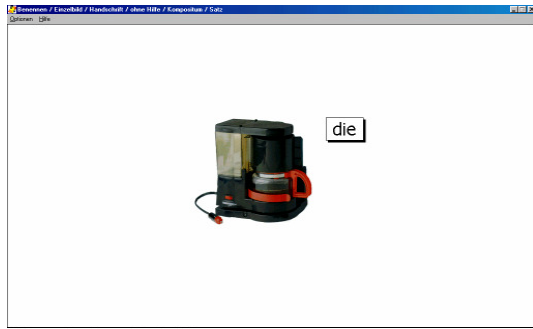 Benennen / Einzelbild / Handschrift / ohne Hilfe / Kompositum / Satz
Optionen Hilfe
die